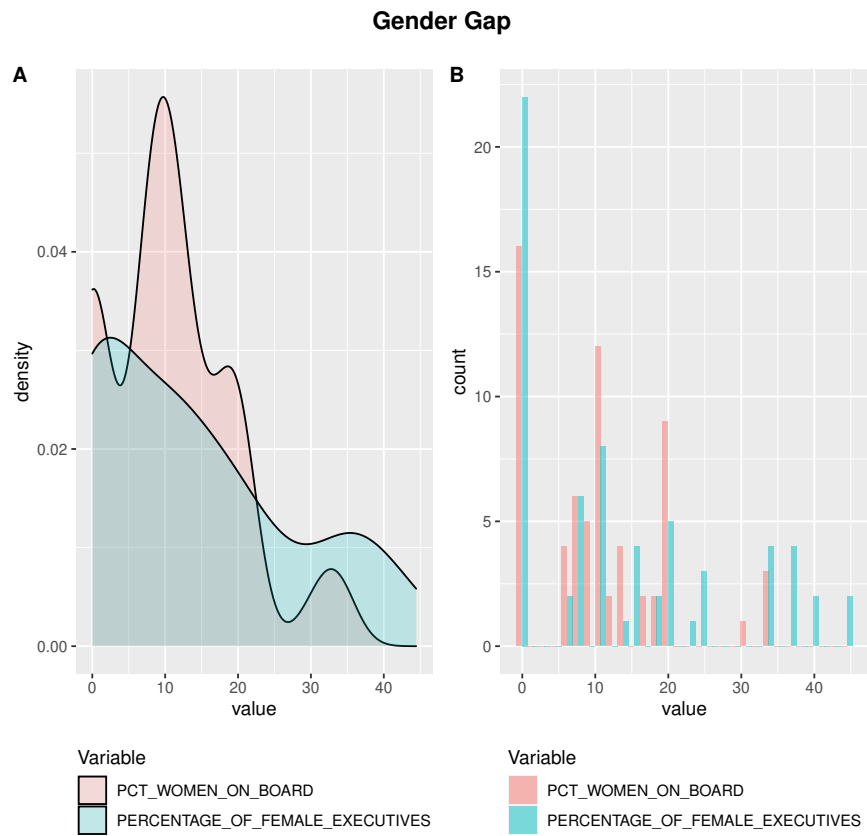 Gender Gap
A
0.04
0.02
0.00
density
0 10 20 30 40
value
Variable
PCT_WOMEN_ON_BOARD
PERCENTAGE_OF_FEMALE_EXECUTIVES
B
20
15
10
5
0
count
0 10 20 30 40
value
Variable
PCT_WOMEN_ON_BOARD
PERCENTAGE_OF_FEMALE_EXECUTIVES